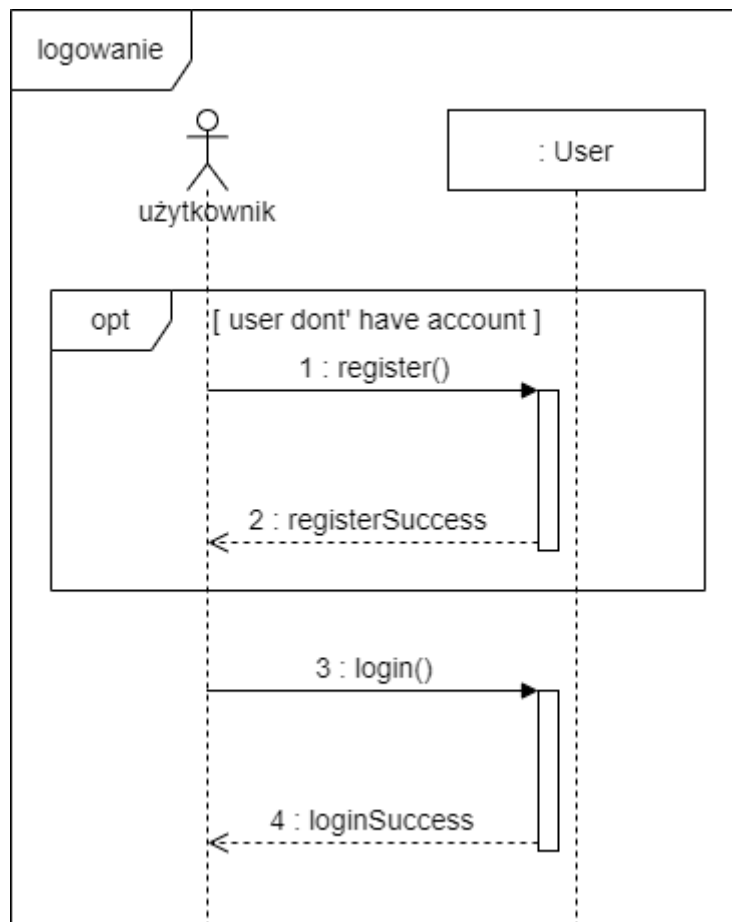 logowanie
: User
użytkownik
opt
[ user dont' have account ]
1 : register()
2 : registerSuccess
3 : login()
4 : loginSuccess